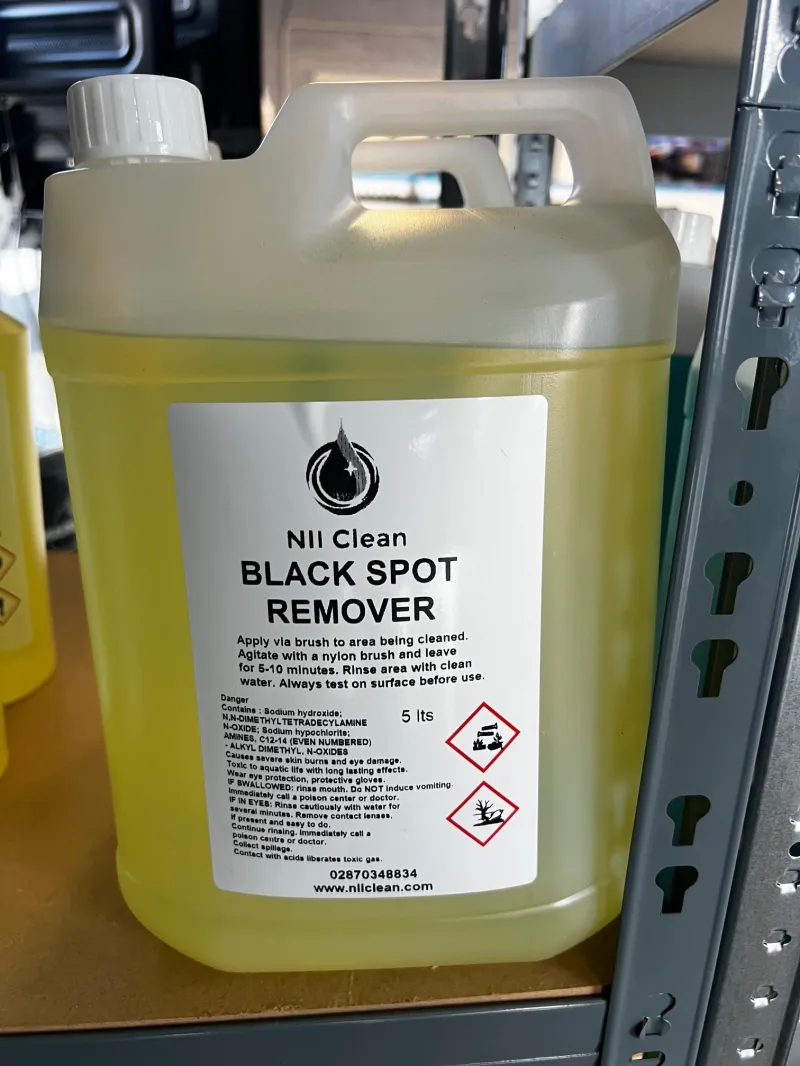 NII Clean
BLACK SPOT
REMOVER
Apply via brush to area being cleaned.
Agitate with a nylon brush and leave
for 5-10 minutes. Rinse area with clean
water. Always test on surface before use.
Danger
Contains : Sodium hydroxide;
N,N-DIMETHYLTETRADECYLAMINE
N-OXIDE; Sodium hypochlorite;
AMINES, C12-14 (EVEN NUMBERED)
- ALKYL DIMETHYL, N-OXIDES
Causes severe skin burns and eye damage.
Toxic to aquatic life with long lasting effects.
Wear eye protection, protective gloves.
IF SWALLOWED: rinse mouth. Do NOT induce vomiting.
Immediately call a poison center or doctor.
IF IN EYES: Rinse cautiously with water for
several minutes. Remove contact lenses,
if present and easy to do.
Continue rinsing. Immediately call a
poison centre or doctor.
Collect spillage.
Contact with acids liberates toxic gas.
5 lts
02870348834
www.niiclean.com